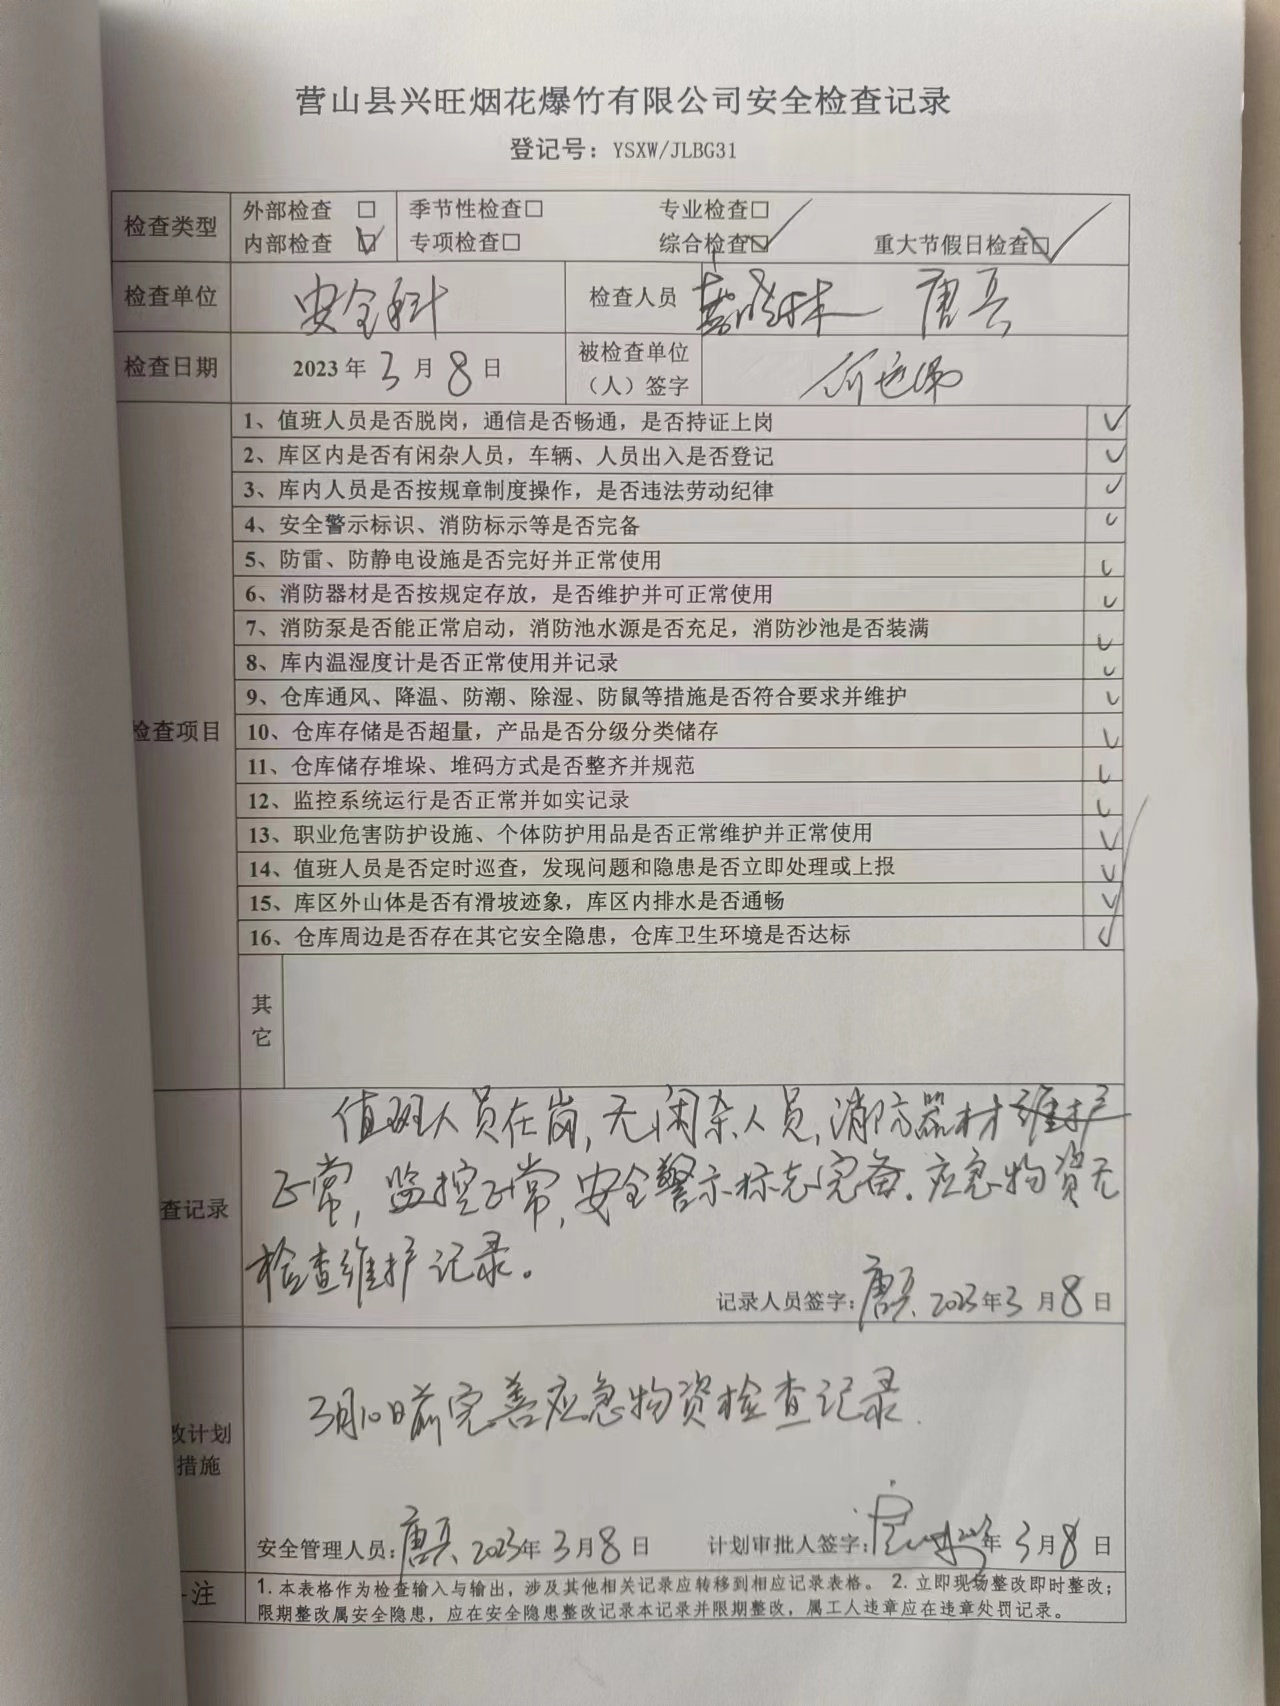 营山县兴旺烟花爆竹有限公司安全检查记录
登记号：YSXW/JLBG31
检查类型 外部检查 □ 季节性检查□ 专业检查□
内部检查 ☑ 专项检查□ 综合检查☑ 重大节假日检查☑
检查单位 安全科 检查人员 唐兵
检查日期 2023年3月8日 被检查单位（人）签字
检查项目
1、值班人员是否脱岗，通信是否畅通，是否持证上岗 ✓
2、库区内是否有闲杂人员，车辆、人员出入是否登记 ✓
3、库内人员是否按规章制度操作，是否违法劳动纪律 ✓
4、安全警示标识、消防标示等是否完备 ✓
5、防雷、防静电设施是否完好并正常使用 ✓
6、消防器材是否按规定存放，是否维护并可正常使用 ✓
7、消防泵是否能正常启动，消防池水源是否充足，消防沙池是否装满 ✓
8、库内温湿度计是否正常使用并记录 ✓
9、仓库通风、降温、防潮、除湿、防鼠等措施是否符合要求并维护 ✓
10、仓库存储是否超量，产品是否分级分类储存 ✓
11、仓库储存堆垛、堆码方式是否整齐并规范 ✓
12、监控系统运行是否正常并如实记录 ✓
13、职业危害防护设施、个体防护用品是否正常维护并正常使用 ✓
14、值班人员是否定时巡查，发现问题和隐患是否立即处理或上报 ✓
15、库区外山体是否有滑坡迹象，库区内排水是否通畅 ✓
16、仓库周边是否存在其它安全隐患，仓库卫生环境是否达标 ✓
其它
值班人员在岗，无闲杂人员，消防器材维护
查记录 正常，监控正常，安全警示标志完备。应急物资无
检查维护记录。
记录人员签字：唐兵 2023年3月8日
3月10日前完善应急物资检查记录.
改计划
措施
安全管理人员：唐兵 2023年3月8日 计划审批人签字： 年3月8日
注 1.本表格作为检查输入与输出，涉及其他相关记录应转移到相应记录表格。 2.立即现场整改即时整改；
限期整改属安全隐患，应在安全隐患整改记录本记录并限期整改，属工人违章应在违章处罚记录。